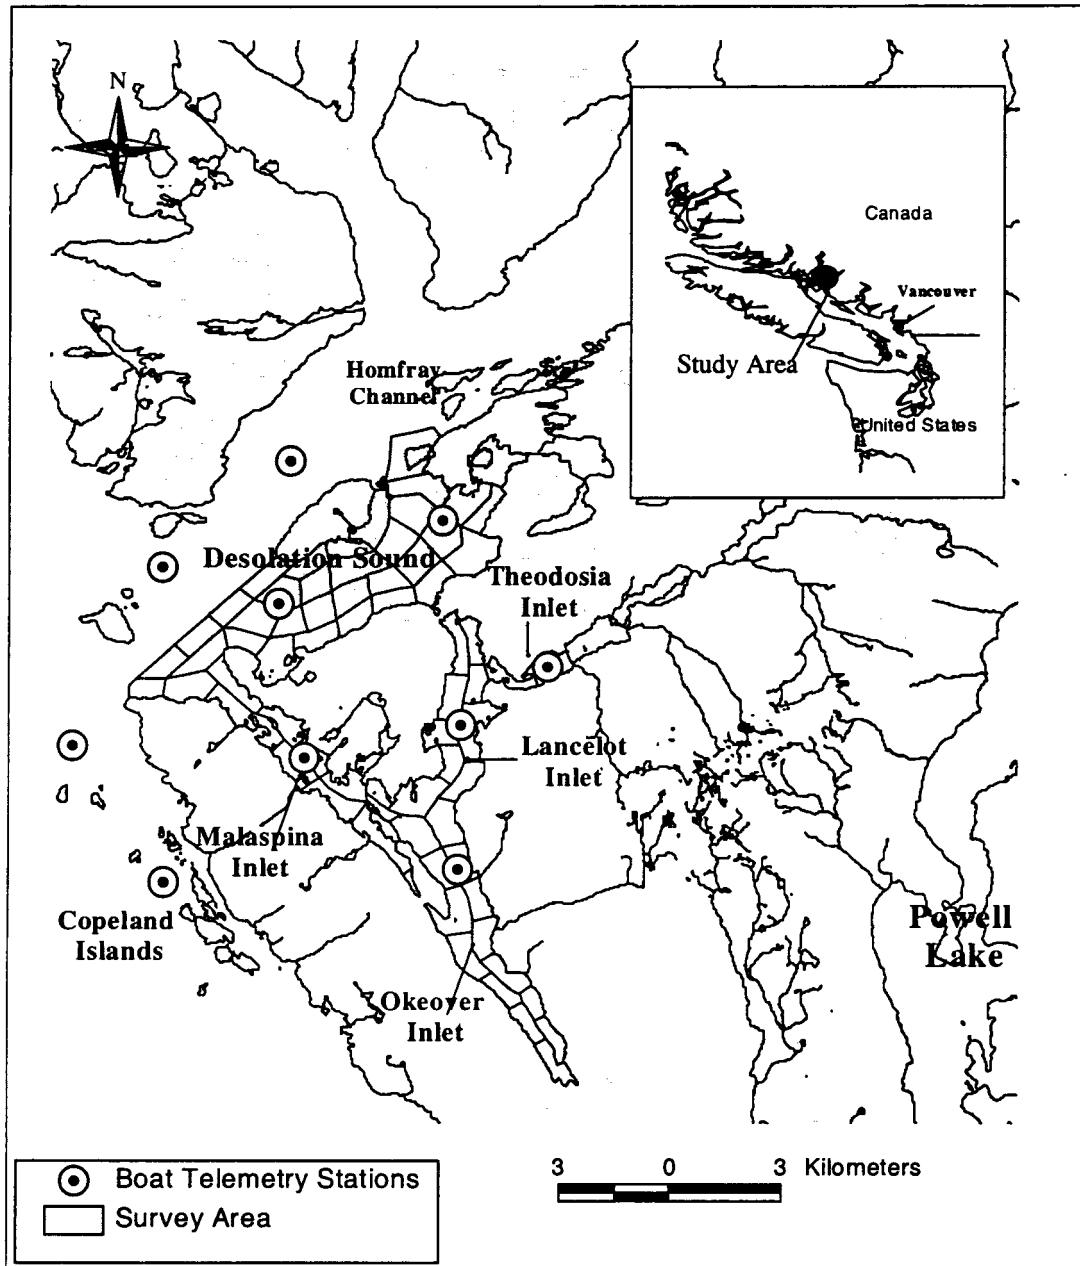 N
Canada
Vancouver
Study Area
United States
Homfray
Channel
Desolation Sound
Theodosia
Inlet
Lancelot
Inlet
Malaspina
Inlet
Copeland
Islands
Powell
Lake
Okeover
Inlet
Boat Telemetry Stations
Survey Area
3 0 3 Kilometers